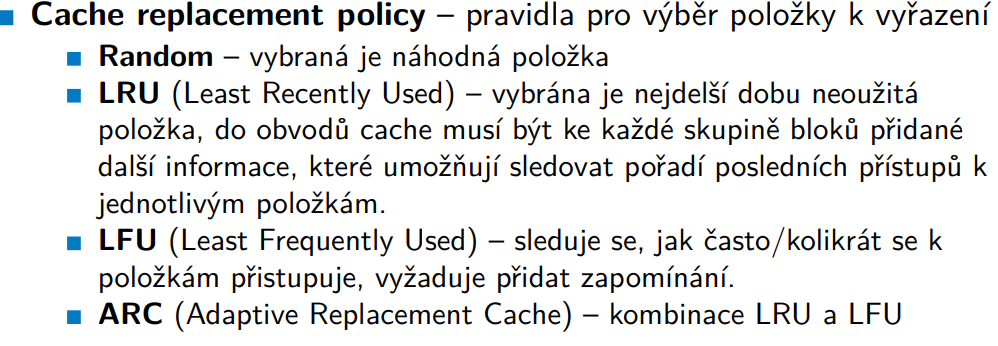 Cache replacement policy – pravidla pro výběr položky k vyřazení
Random – vybraná je náhodná položka
LRU (Least Recently Used) – vybrána je nejdelší dobu neoužitá
položka, do obvodů cache musí být ke každé skupině bloků přidané
další informace, které umožňují sledovat pořadí posledních přístupů k
jednotlivým položkám.
LFU (Least Frequently Used) – sleduje se, jak často/kolikrát se k
položkám přistupuje, vyžaduje přidat zapomínání.
ARC (Adaptive Replacement Cache) – kombinace LRU a LFU